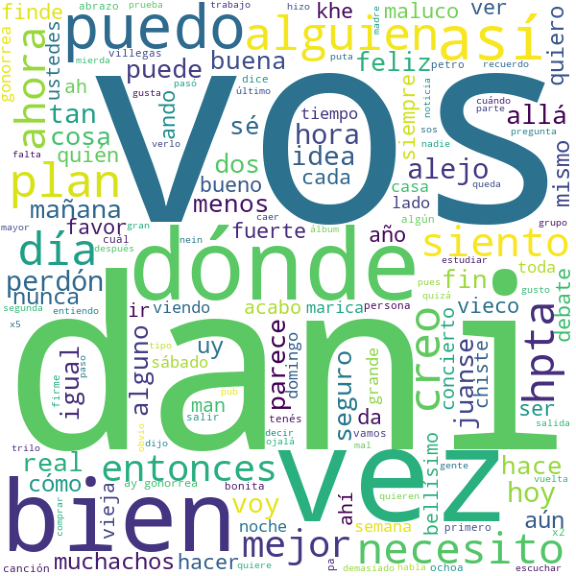 abrazo trabajo prueba hizo madre
finde puedo alguien así khe maluco ver
gonorrea ustedes mierda villegas puta petro recuerdo quiero
ahora ah puede buena feliz
gusta pasó dice último noticia cuándo parte
tan ando vos tiempo siempre sos pregunta allá
cosa sé hora nadie
quién dos idea alejo mismo
falta verlo
plan bueno cada casa queda
mañana menos lado algún grupo
mayor favor gran caer álbum año
cuál nein fuerte siento
día después dónde estudiar toda
perdón entiendo fin pues gusto
nunca segunda quizá
x5 ir viendo acabo marica persona creo vieco debate
igual alguno tipo uy domingo parece grande concierto juanse chiste hpta
firme paso sábado seguro
dani man pub tenés da ser salida
obvio salir decir vamos
trilo dijo ojalá mal
real entonces vez bellísimo gente hace vuelta
cómo ay gonorrea quieren
comprar vieja bonita voy ahí hoy
bien noche semana primero aún x2
mejor pa necesito
canción muchachos hacer quiere demasiado habla ochoa escuchar